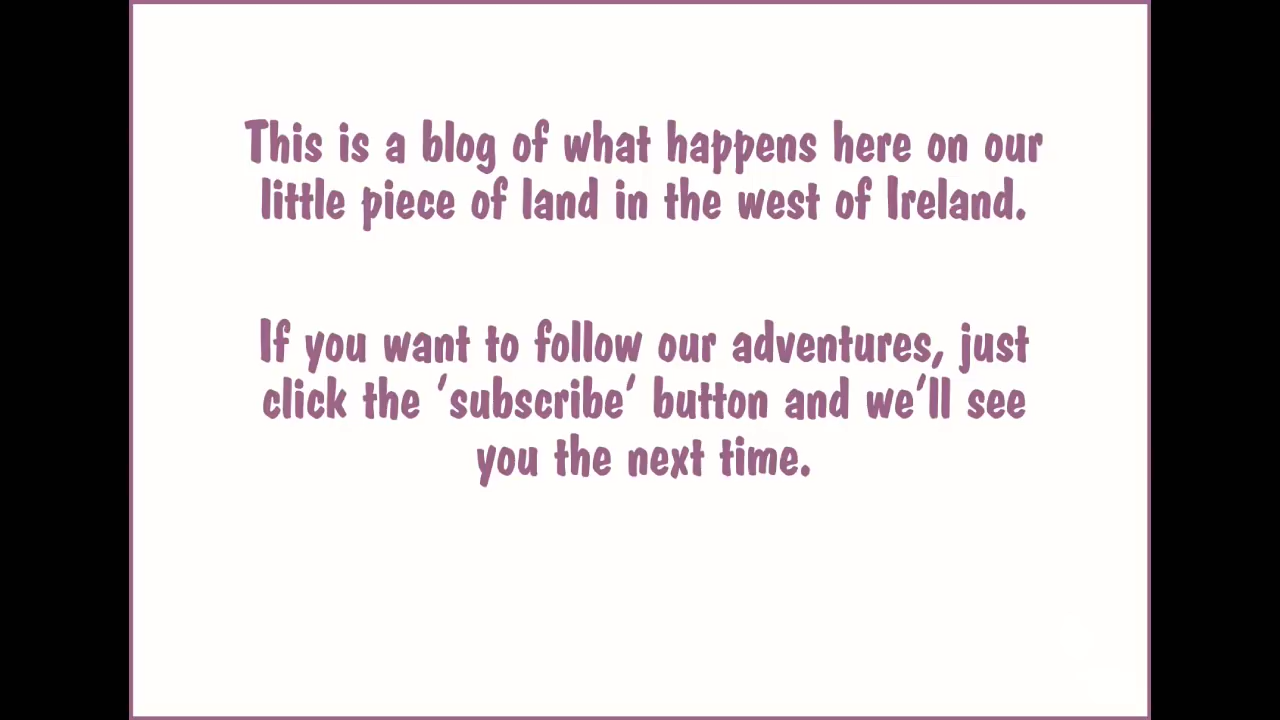 This is a blog of what happens here on our
little piece of land in the west of Ireland.
If you want to follow our adventures, just
click the ‘subscribe’ button and we’ll see
you the next time.